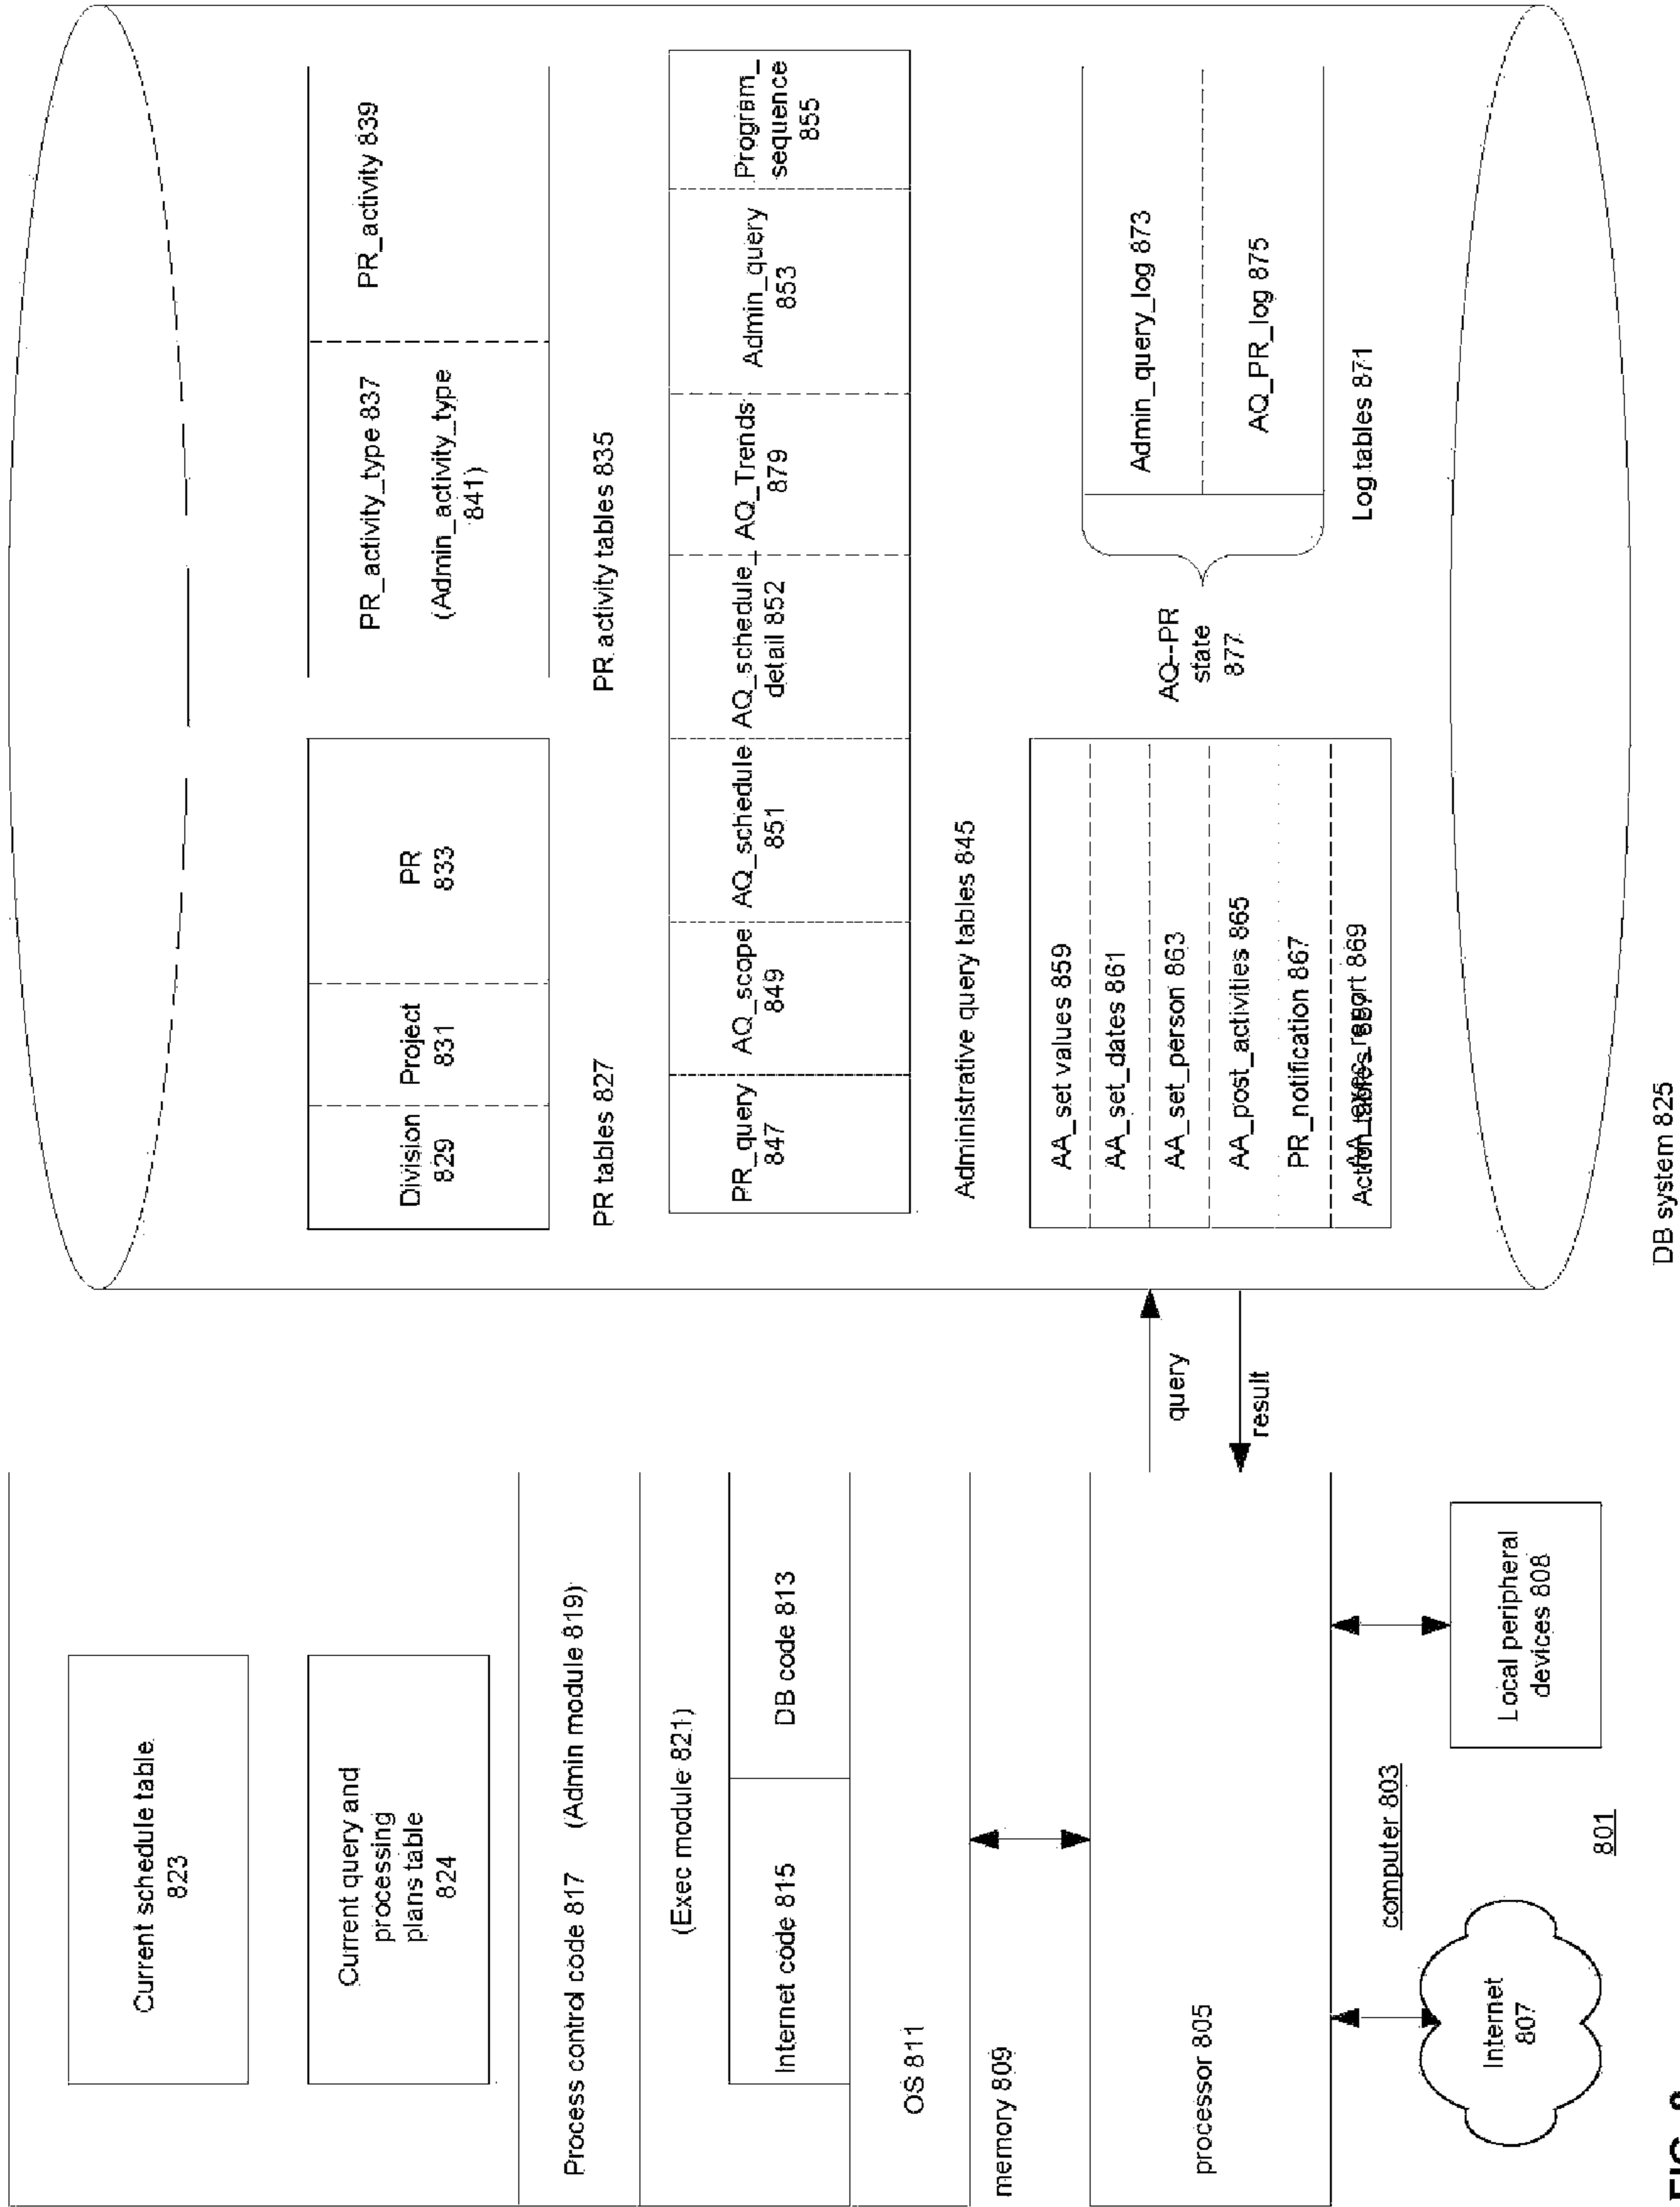 Current schedule table
823
Current query and
processing
plans table
824
Process control code 817 (Admin module 819)
(Exec module 821)
Internet code 815
DB code 813
OS 811
memory 809
processor 805
Internet
807
computer 803
801
Local peripheral
devices 808
query
result
Division
829
Project
831
PR
833
PR tables 827
PR_activity_type 837
(Admin_activity_type
841)
PR_activity 839
PR activity tables 835
PR_query
847
AQ_scope
849
AQ_schedule
851
AQ_schedule_
detail 852
AQ_Trends
879
Admin_query
853
Program_
sequence
855
Administrative query tables 845
AA_set values 859
AA_set_dates 861
AA_set_person 863
AA_post_activities 865
PR_notification 867
AA_exec_report 869
Action tables 857
AQ--PR
state
877
Admin_query_log 873
AQ_PR_log 875
Log tables 871
DB system 825